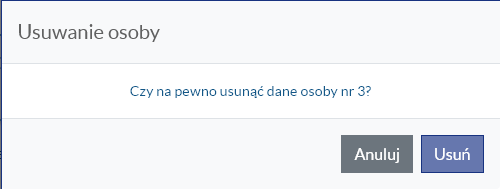 Usuwanie osoby
Czy na pewno usunąć dane osoby nr 3?
Anuluj Usuń